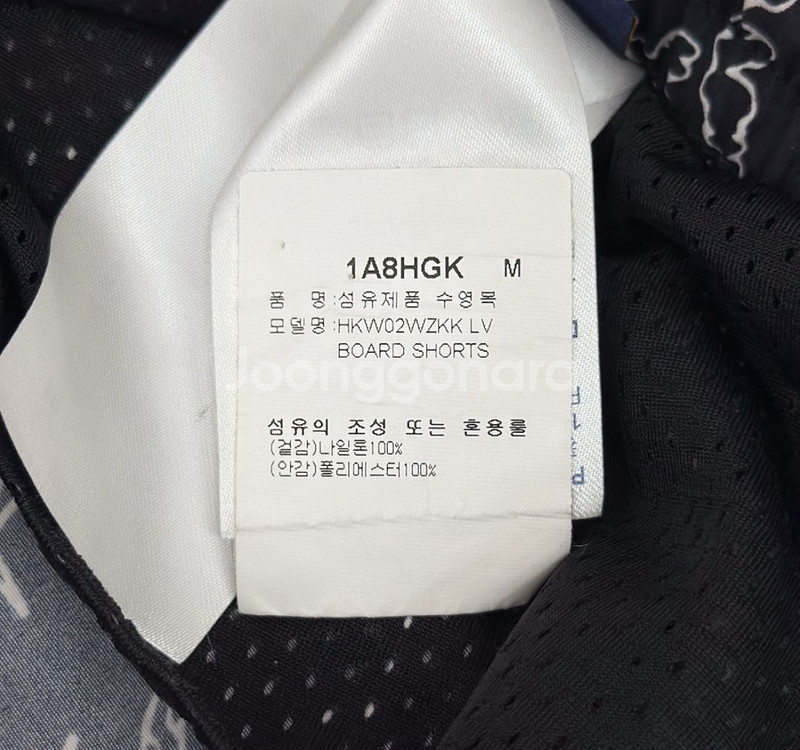 1A8HGK M
품 명:섬유제품 수영복
모델명:HKW02WZKK LV
BOARD SHORTS
Joonggonara
섬유의 조성 또는 혼용률
(겉감)나일론100%
(안감)폴리에스터100%